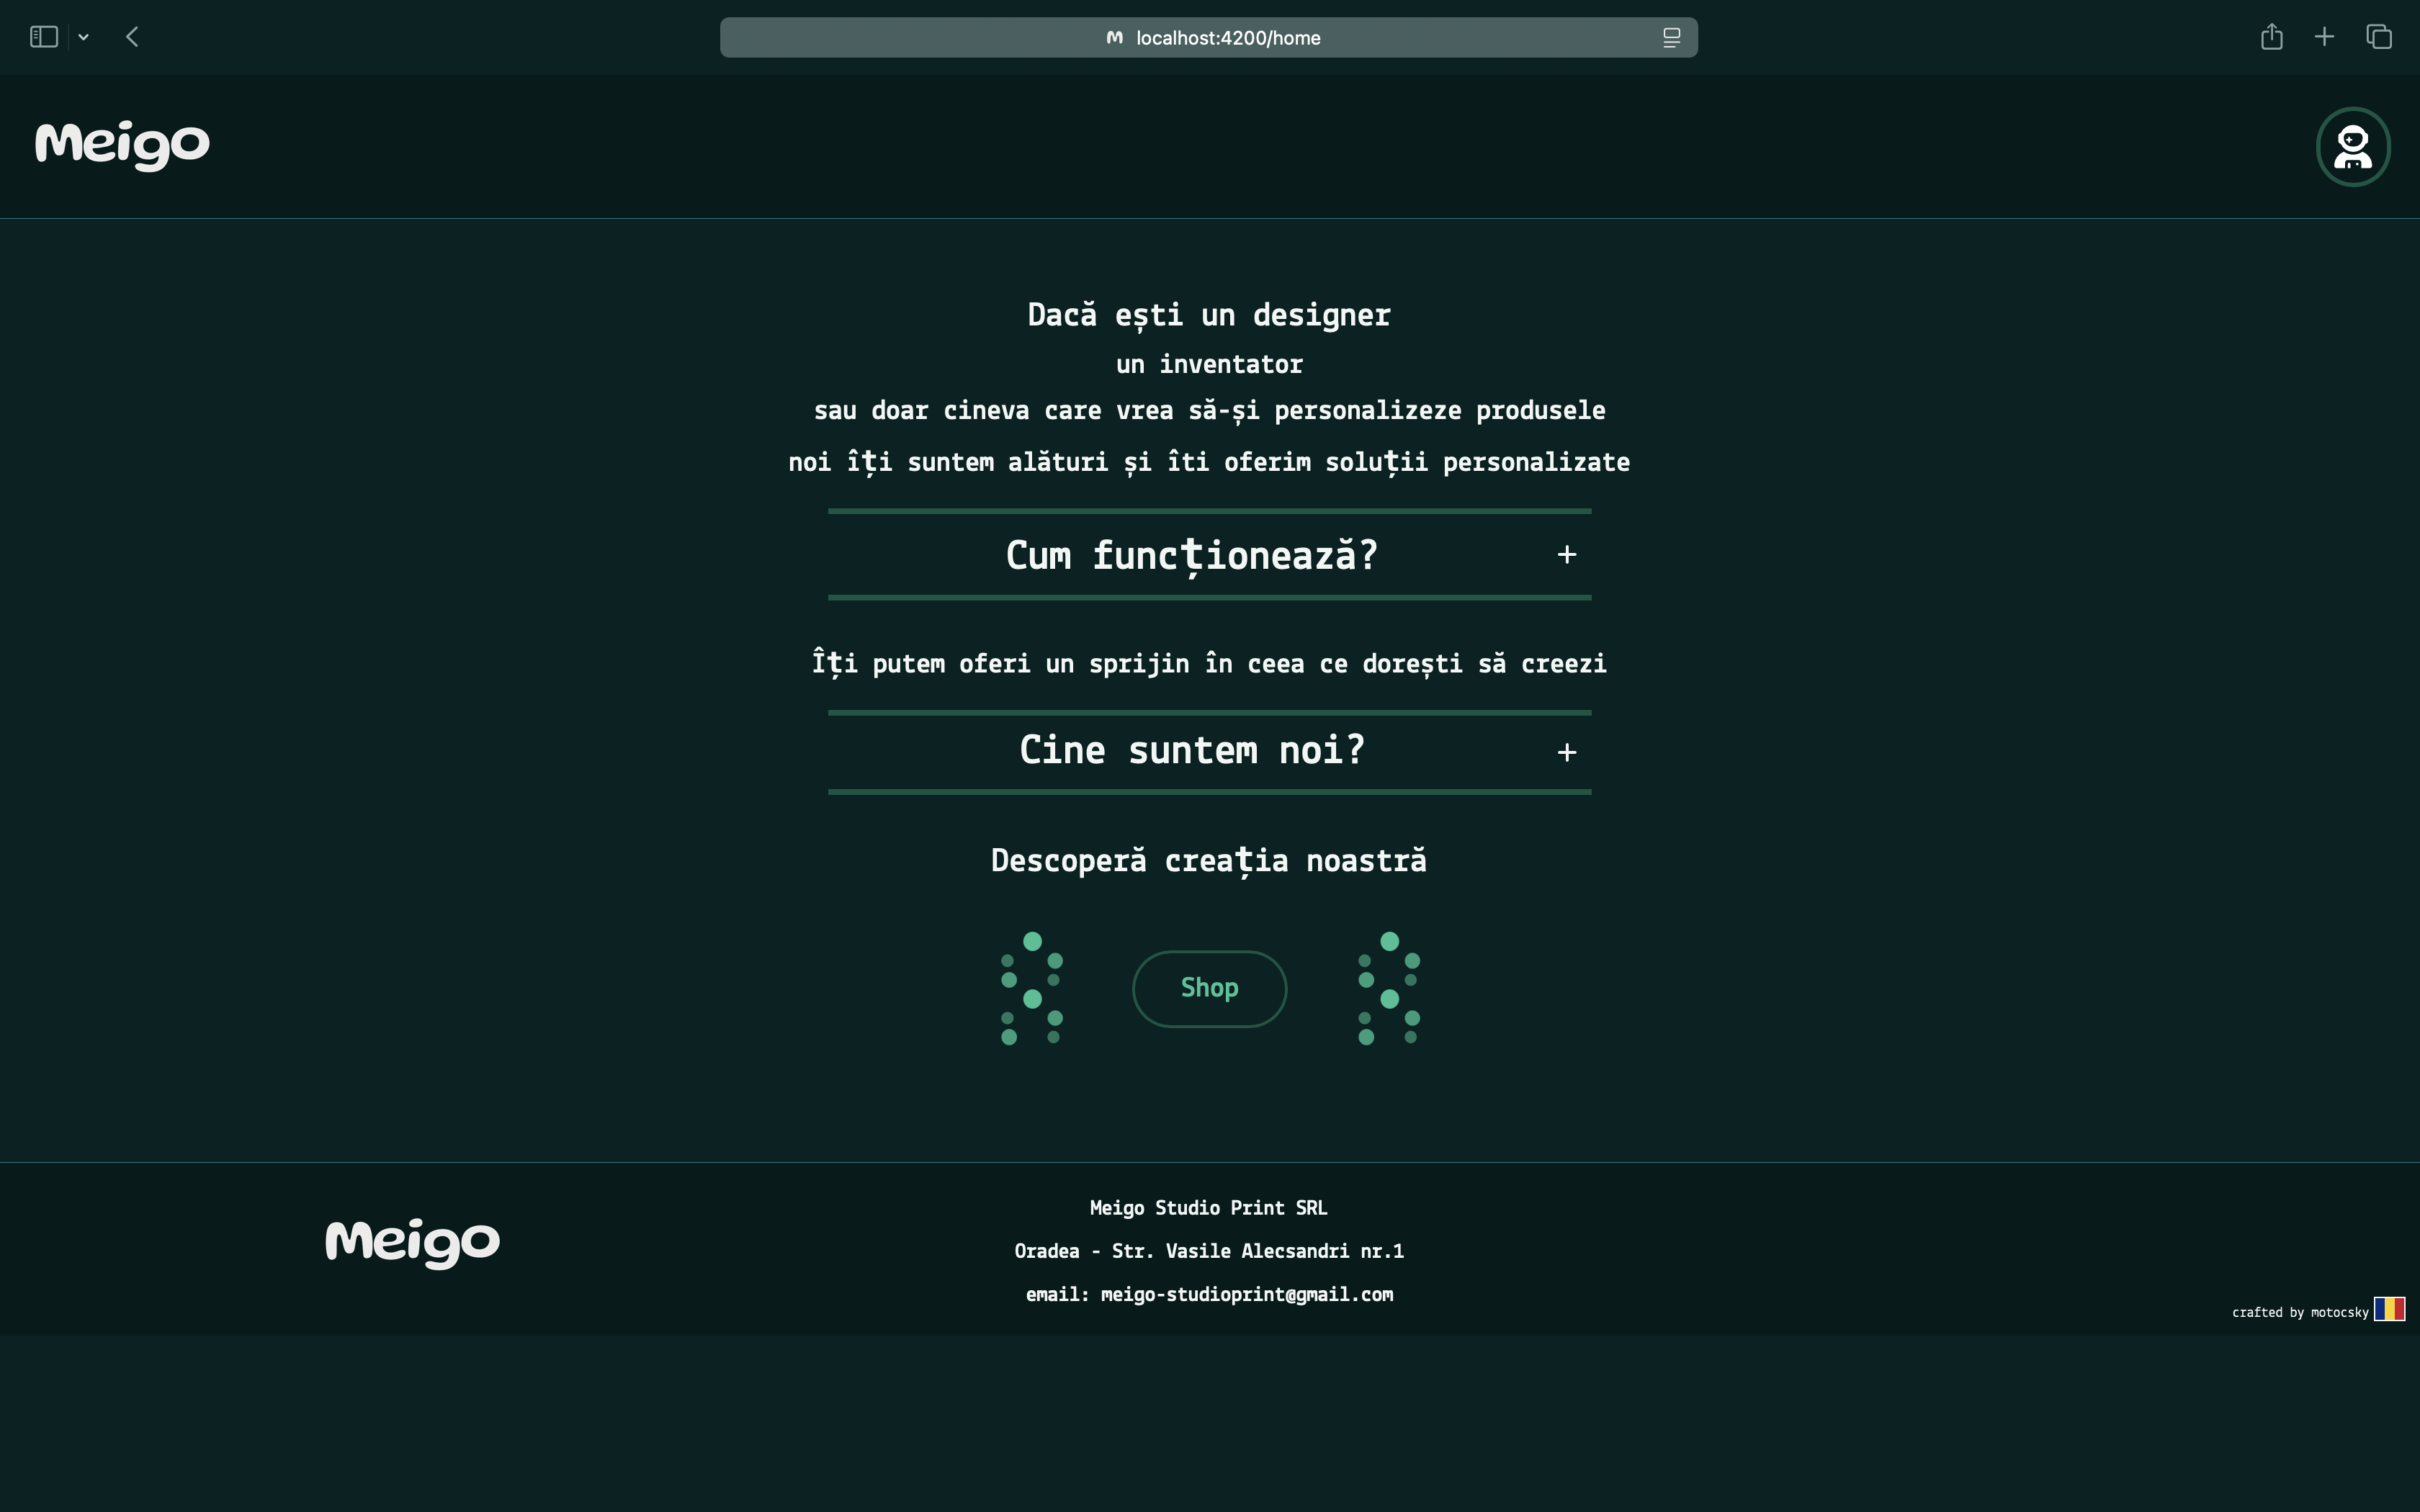 localhost:4200/home
Meigo
Dacă ești un designer
un inventator
sau doar cineva care vrea să-și personalizeze produsele
noi îți suntem alături și îti oferim soluții personalizate
Cum funcționează? +
Îți putem oferi un sprijin în ceea ce dorești să creezi
Cine suntem noi? +
Descoperă creația noastră
Shop
Meigo
Meigo Studio Print SRL
Oradea - Str. Vasile Alecsandri nr.1
email: meigo-studioprint@gmail.com
crafted by motocsky